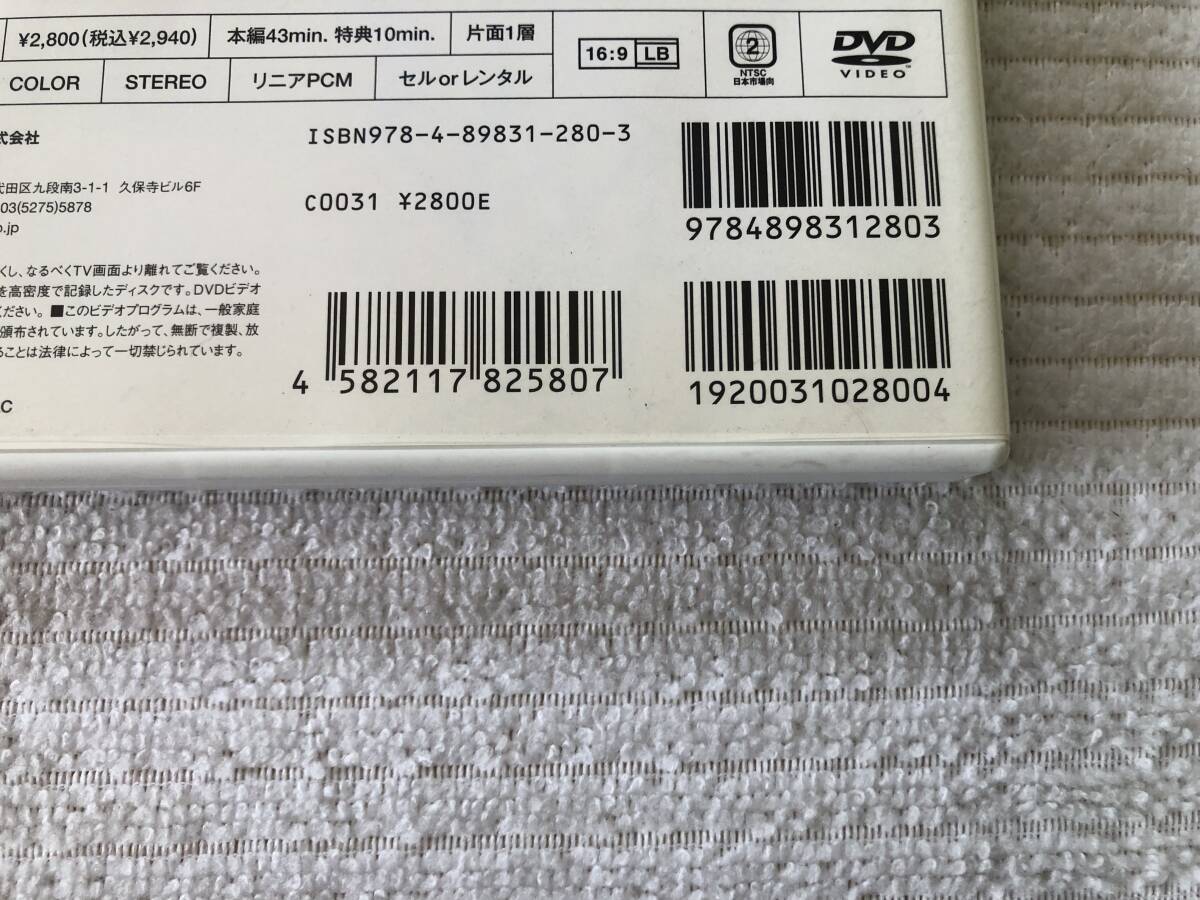 ¥2,800(税込¥2,940) 本編43min. 特典10min. 片面1層
COLOR STEREO リニアPCM セルorレンタル
16:9 LB
2
NTSC
日本市場向
DVD
VIDEO
式会社
代田区九段南3-1-1 久保寺ビル6F
03(5275)5878
o.jp
くし、なるべくTV画面より離れてご覧ください。
を高密度で記録したディスクです。DVDビデオ
ください。■このビデオプログラムは、一般家庭
頒布されています。したがって、無断で複製、放
ることは法律によって一切禁じられています。
C
ISBN978-4-89831-280-3
C0031 ¥2800E
9784898312803
4 582117 825807
1920031028004